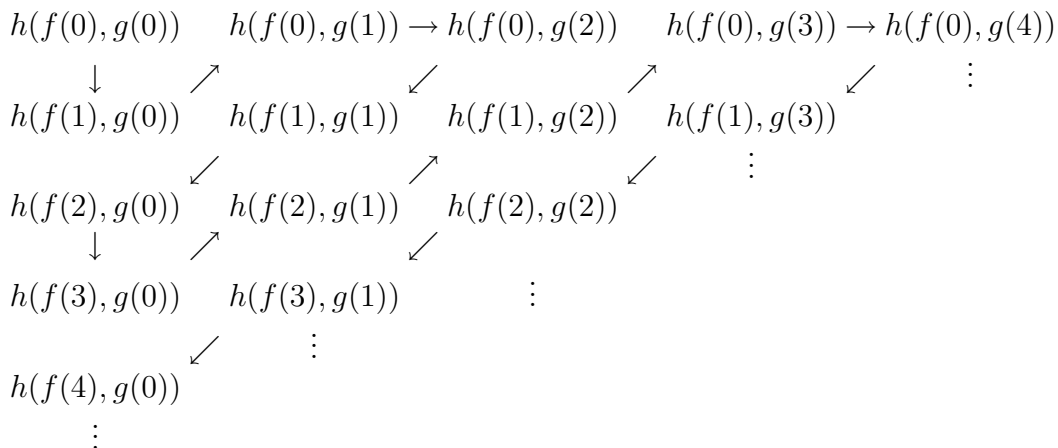 h(f(0), g(0)) h(f(0), g(1)) → h(f(0), g(2)) h(f(0), g(3)) → h(f(0), g(4))
↓ ↗ ↙ ↗ ↙ ⋮
h(f(1), g(0)) h(f(1), g(1)) h(f(1), g(2)) h(f(1), g(3))
↙ ↗ ↙ ⋮
h(f(2), g(0)) h(f(2), g(1)) h(f(2), g(2))
↓ ↗ ↙
h(f(3), g(0)) h(f(3), g(1)) ⋮
↙ ⋮
h(f(4), g(0))
⋮